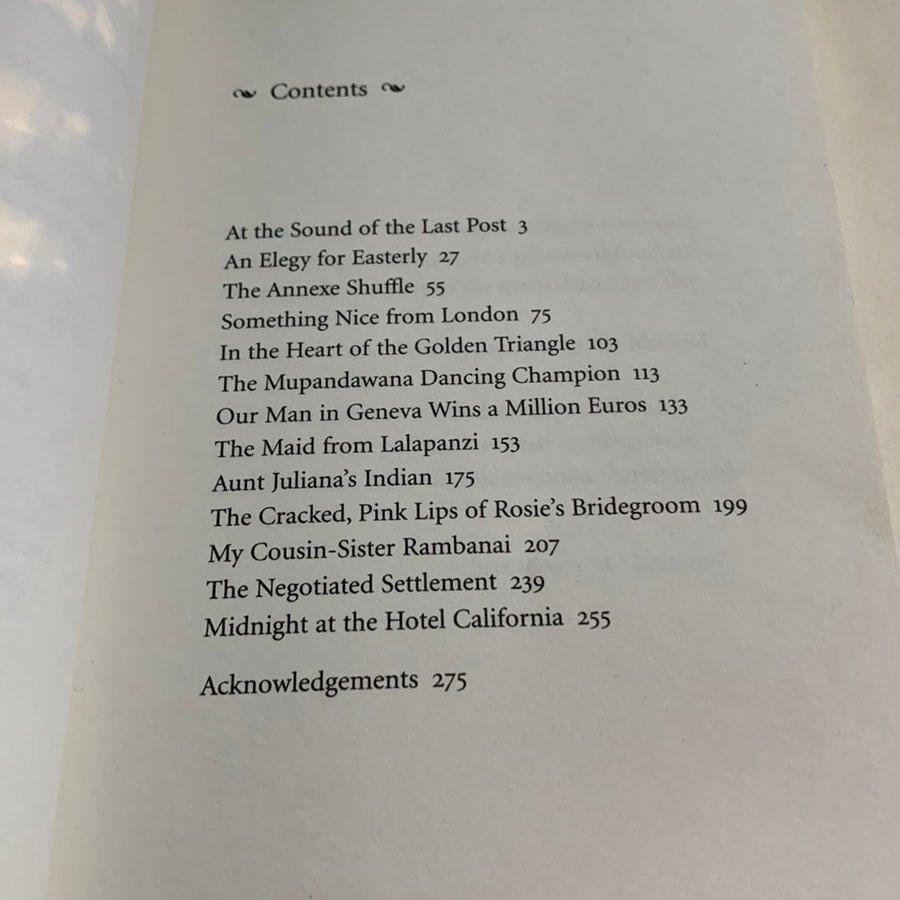 Contents
At the Sound of the Last Post 3
An Elegy for Easterly 27
The Annexe Shuffle 55
Something Nice from London 75
In the Heart of the Golden Triangle 103
The Mupandawana Dancing Champion 113
Our Man in Geneva Wins a Million Euros 133
The Maid from Lalapanzi 153
Aunt Juliana’s Indian 175
The Cracked, Pink Lips of Rosie’s Bridegroom 199
My Cousin-Sister Rambanai 207
The Negotiated Settlement 239
Midnight at the Hotel California 255
Acknowledgements 275